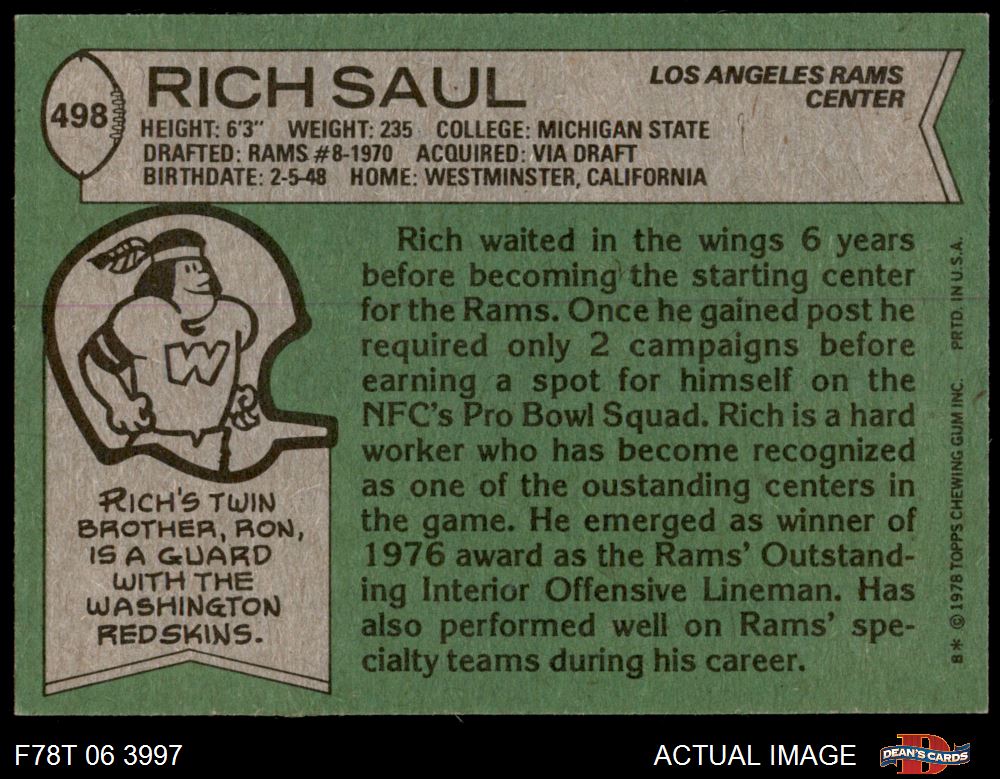 498
RICH SAUL
LOS ANGELES RAMS
CENTER
HEIGHT: 6'3" WEIGHT: 235 COLLEGE: MICHIGAN STATE
DRAFTED: RAMS #8-1970 ACQUIRED: VIA DRAFT
BIRTHDATE: 2-5-48 HOME: WESTMINSTER, CALIFORNIA
W
RICH'S TWIN
BROTHER, RON,
IS A GUARD
WITH THE
WASHINGTON
REDSKINS.
Rich waited in the wings 6 years
before becoming the starting center
for the Rams. Once he gained post he
required only 2 campaigns before
earning a spot for himself on the
NFC's Pro Bowl Squad. Rich is a hard
worker who has become recognized
as one of the oustanding centers in
the game. He emerged as winner of
1976 award as the Rams' Outstand-
ing Interior Offensive Lineman. Has
also performed well on Rams' spe-
cialty teams during his career.
B* © 1978 TOPPS CHEWING GUM INC. PRTD. IN U.S.A.
F78T 06 3997
ACTUAL IMAGE
D
DEAN'S CARDS